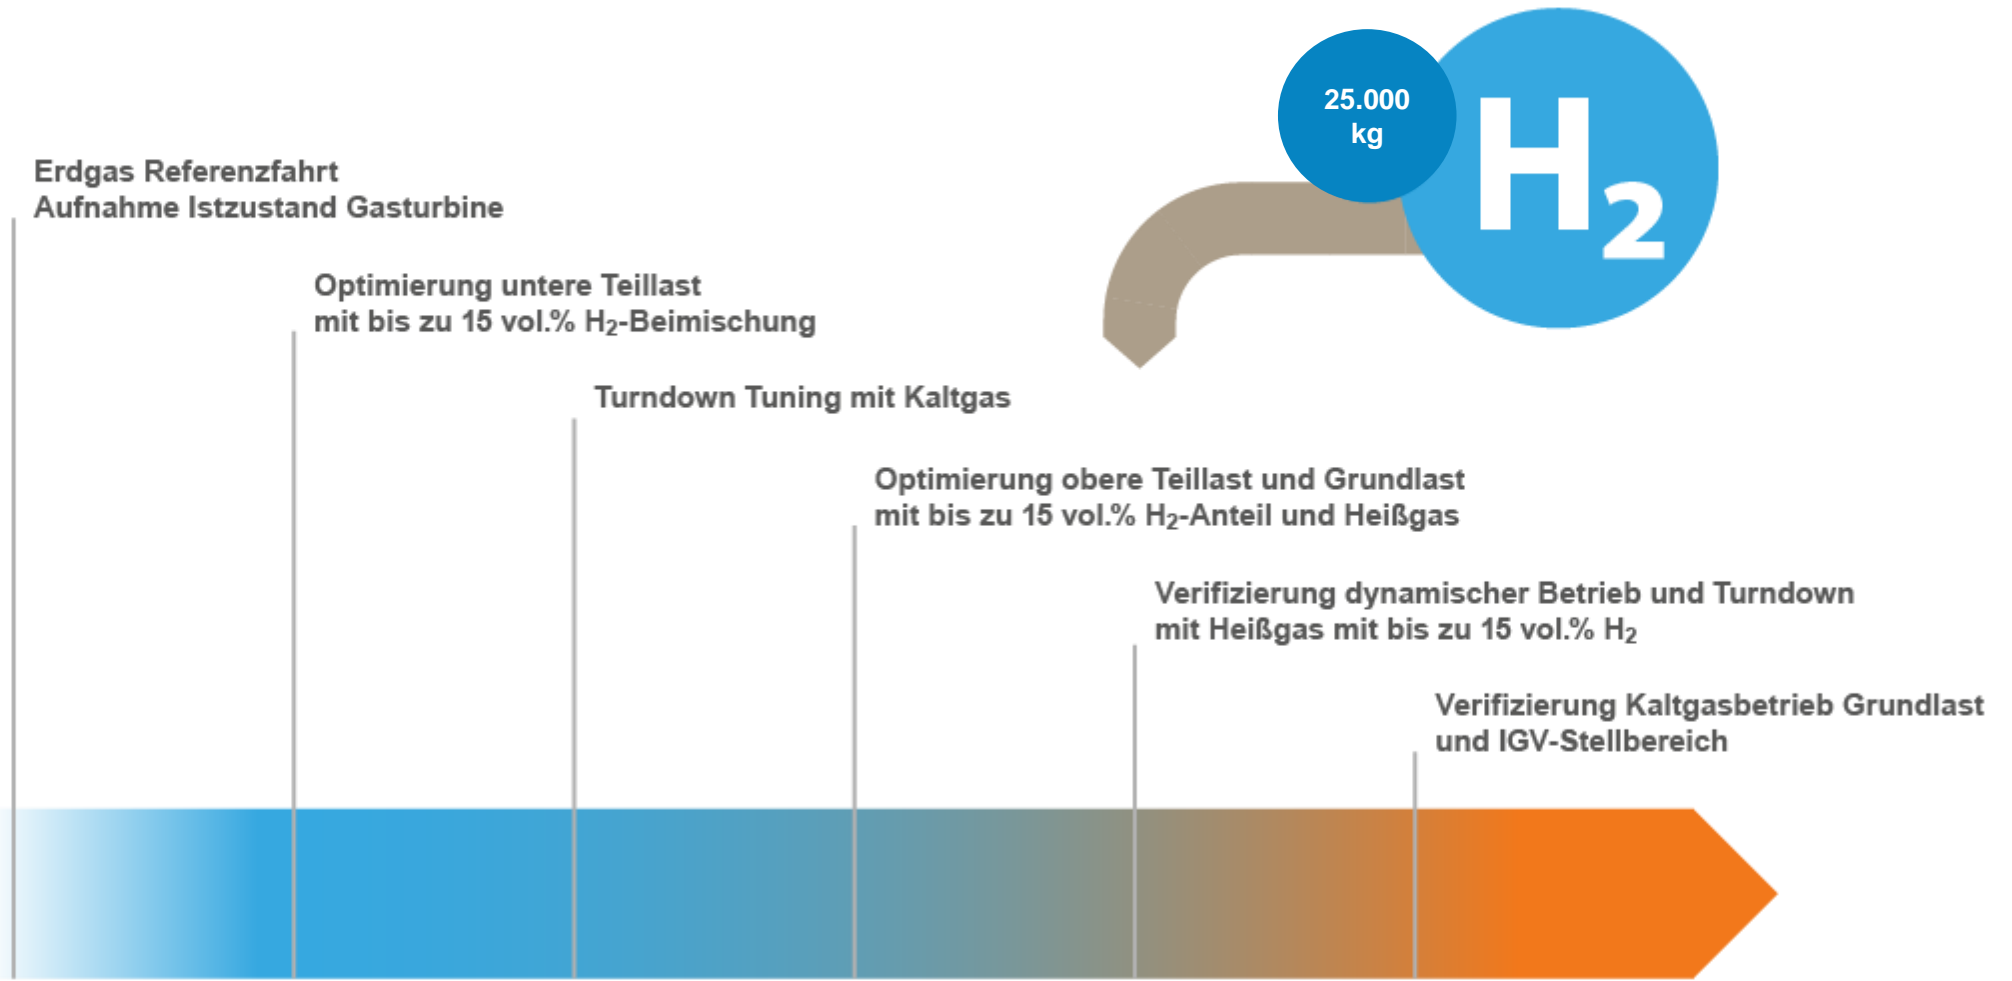 25.000
kg
H₂
Erdgas Referenzfahrt
Aufnahme Istzustand Gasturbine
Optimierung untere Teillast
mit bis zu 15 vol.% H₂-Beimischung
Turndown Tuning mit Kaltgas
Optimierung obere Teillast und Grundlast
mit bis zu 15 vol.% H₂-Anteil und Heißgas
Verifizierung dynamischer Betrieb und Turndown
mit Heißgas mit bis zu 15 vol.% H₂
Verifizierung Kaltgasbetrieb Grundlast
und IGV-Stellbereich